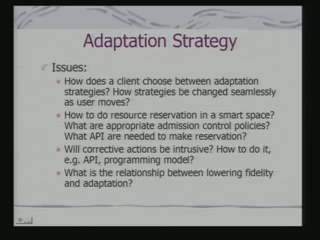 Adaptation Strategy
Issues:
How does a client choose between adaptation
strategies? How strategies be changed seamlessly
as user moves?
How to do resource reservation in a smart space?
What are appropriate admission control policies?
What API are needed to make reservation?
Will corrective actions be intrusive? How to do it,
e.g. API, programming model?
What is the relationship between lowering fidelity
and adaptation?